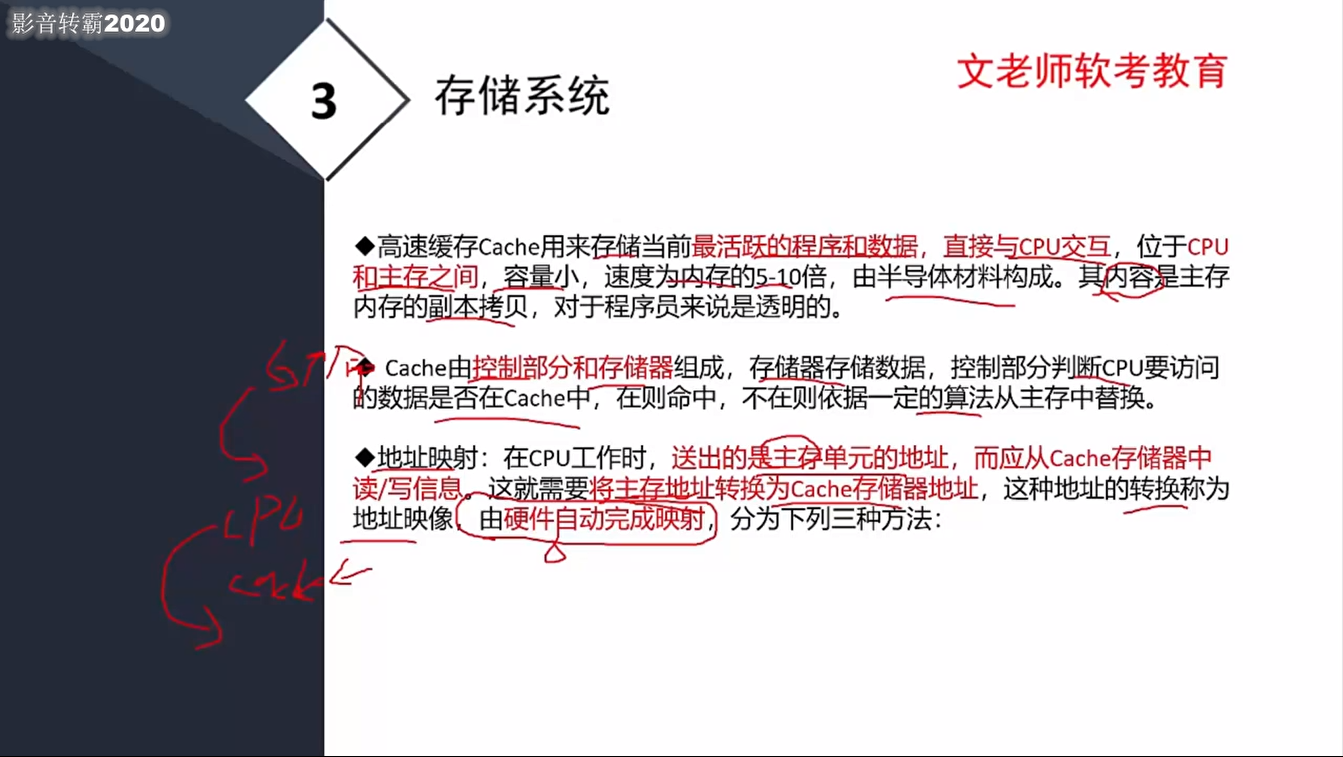 影音转霸2020
3
存储系统
文老师软考教育
◆高速缓存Cache用来存储当前最活跃的程序和数据，直接与CPU交互，位于CPU
和主存之间，容量小，速度为内存的5-10倍，由半导体材料构成。其内容是主存
内存的副本拷贝，对于程序员来说是透明的。
◆ Cache由控制部分和存储器组成，存储器存储数据，控制部分判断CPU要访问
的数据是否在Cache中，在则命中，不在则依据一定的算法从主存中替换。
◆地址映射：在CPU工作时，送出的是主存单元的地址，而应从Cache存储器中
读/写信息。这就需要将主存地址转换为Cache存储器地址，这种地址的转换称为
地址映像，由硬件自动完成映射，分为下列三种方法：
CPU